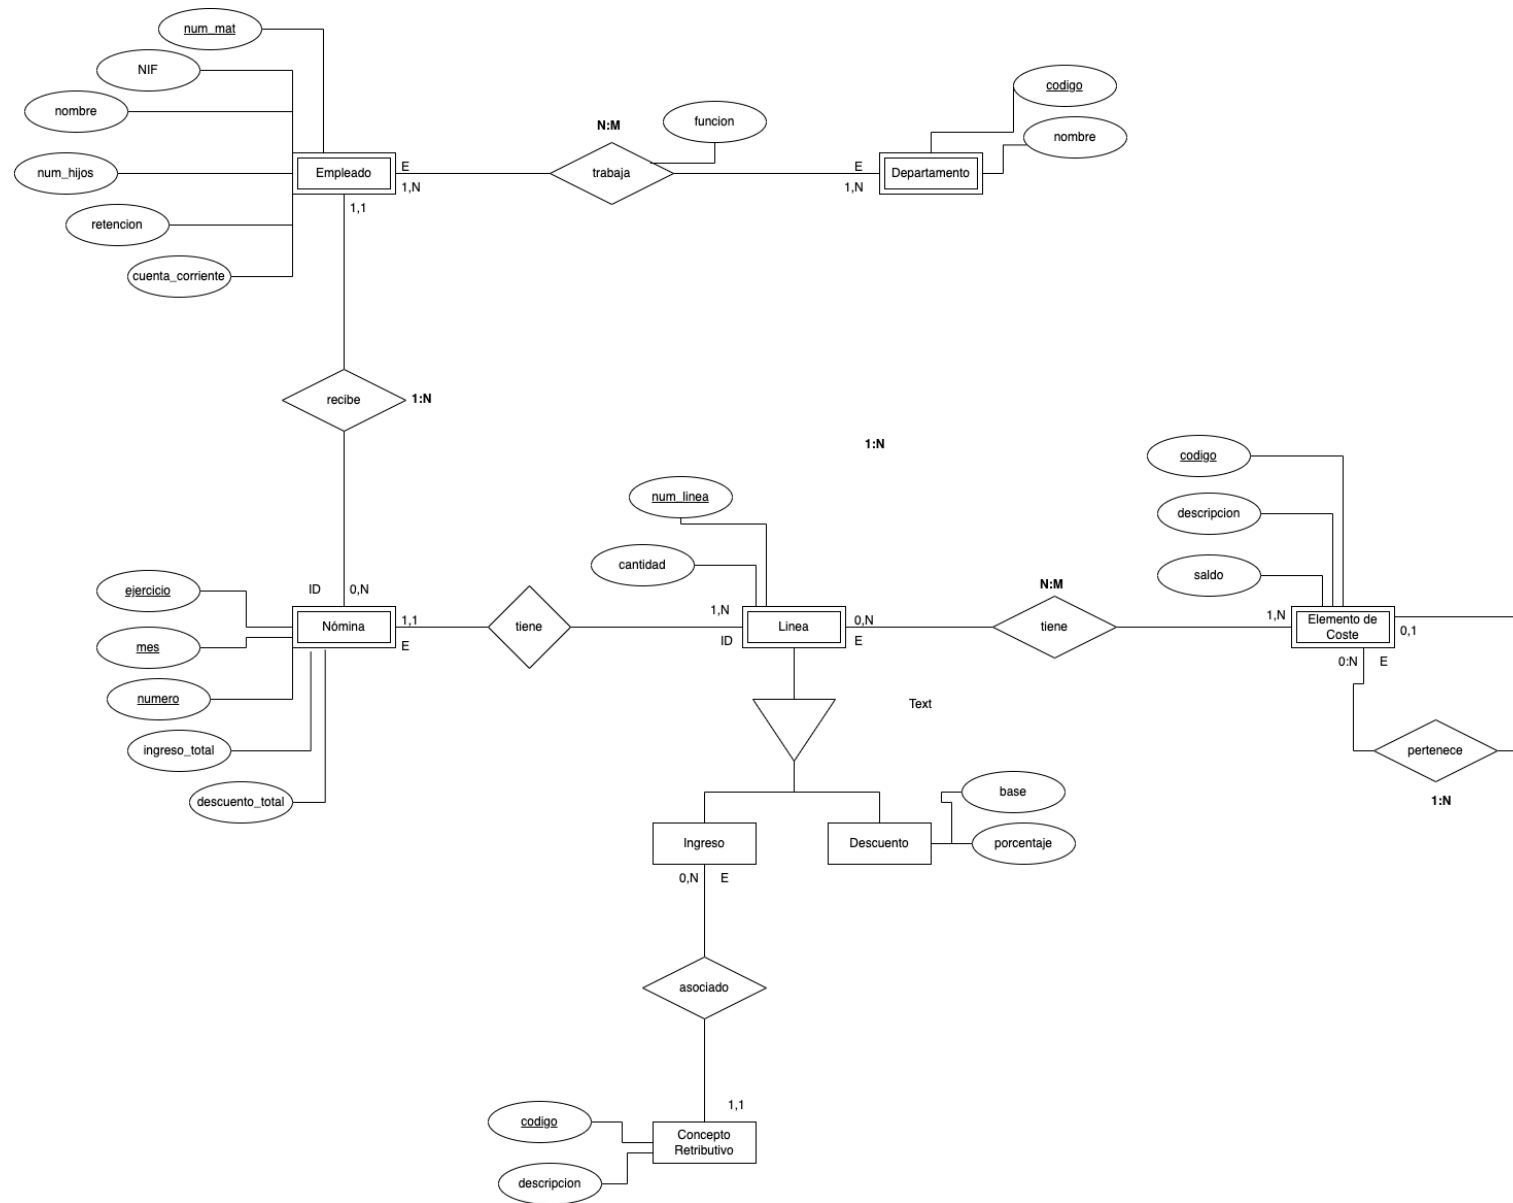 num_mat
NIF
nombre
num_hijos
retencion
cuenta_corriente
Empleado
E
1,N
1,1
N:M
trabaja
funcion
E
1,N
Departamento
codigo
nombre
recibe
1:N
1:N
ID
0,N
ejercicio
mes
numero
ingreso_total
descuento_total
Nómina
1,1
E
tiene
num_linea
cantidad
1,N
ID
Linea
0,N
E
N:M
tiene
codigo
descripcion
saldo
1,N
Elemento de
Coste
0,1
0:N
E
pertenece
1:N
Text
Ingreso
Descuento
base
porcentaje
0,N
E
asociado
1,1
codigo
descripcion
Concepto
Retributivo